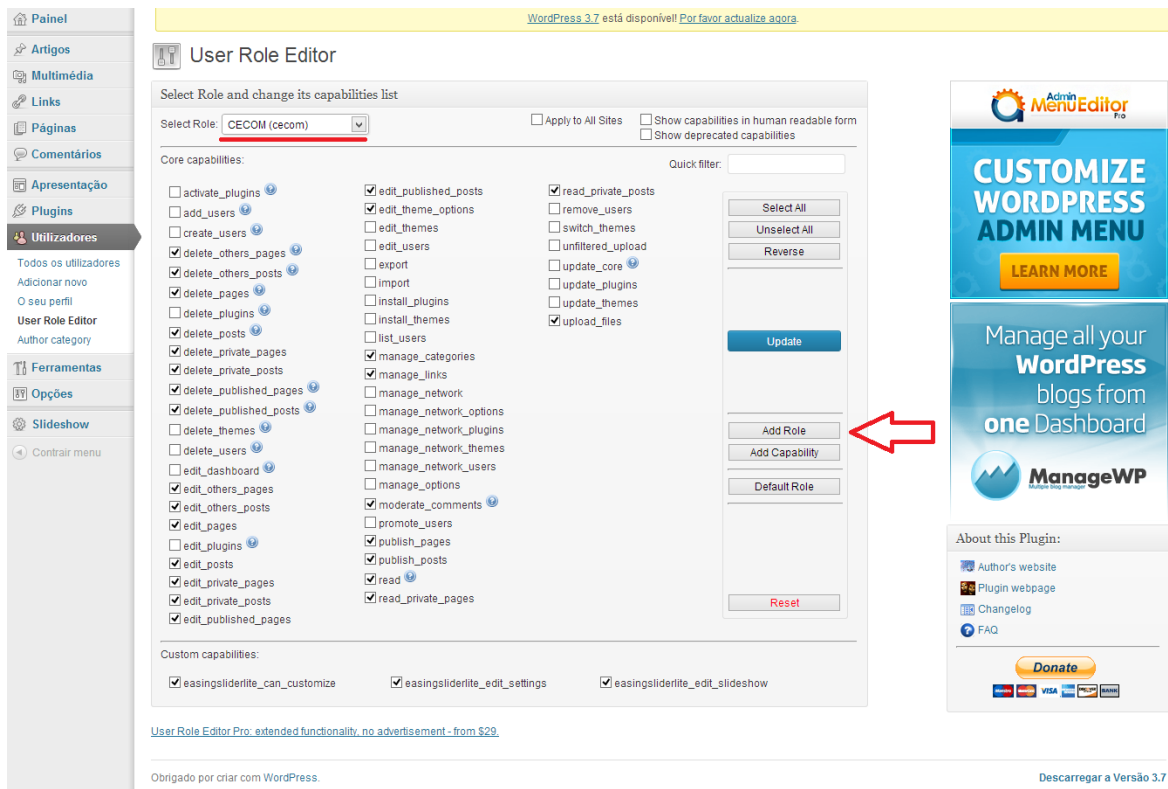 Painel
Artigos
Multimédia
Links
Páginas
Comentários
Apresentação
Plugins
Utilizadores
Todos os utilizadores
Adicionar novo
O seu perfil
User Role Editor
Author category
Ferramentas
Opções
Slideshow
Contrair menu
WordPress 3.7 está disponível! Por favor actualize agora.
User Role Editor
Select Role and change its capabilities list
Select Role: CECOM (cecom)
Apply to All Sites
Show capabilities in human readable form
Show deprecated capabilities
Core capabilities:
Quick filter:
activate_plugins
add_users
create_users
delete_others_pages
delete_others_posts
delete_pages
delete_plugins
delete_posts
delete_private_pages
delete_private_posts
delete_published_pages
delete_published_posts
delete_themes
delete_users
edit_dashboard
edit_others_pages
edit_others_posts
edit_pages
edit_plugins
edit_posts
edit_private_pages
edit_private_posts
edit_published_pages
edit_published_posts
edit_theme_options
edit_themes
edit_users
export
import
install_plugins
install_themes
list_users
manage_categories
manage_links
manage_network
manage_network_options
manage_network_plugins
manage_network_themes
manage_network_users
manage_options
moderate_comments
promote_users
publish_pages
publish_posts
read
read_private_pages
read_private_posts
remove_users
switch_themes
unfiltered_upload
update_core
update_plugins
update_themes
upload_files
Select All
Unselect All
Reverse
Update
Add Role
Add Capability
Default Role
Reset
Custom capabilities:
easingsliderlite_can_customize
easingsliderlite_edit_settings
easingsliderlite_edit_slideshow
User Role Editor Pro: extended functionality, no advertisement - from $29.
Obrigado por criar com WordPress.
Descarregar a Versão 3.7
Admin
MenuEditor
Pro
CUSTOMIZE
WORDPRESS
ADMIN MENU
LEARN MORE
Manage all your
WordPress
blogs from
one Dashboard
ManageWP
Multiple blog manager
About this Plugin:
Author's website
Plugin webpage
Changelog
FAQ
Donate
VISA
BANK